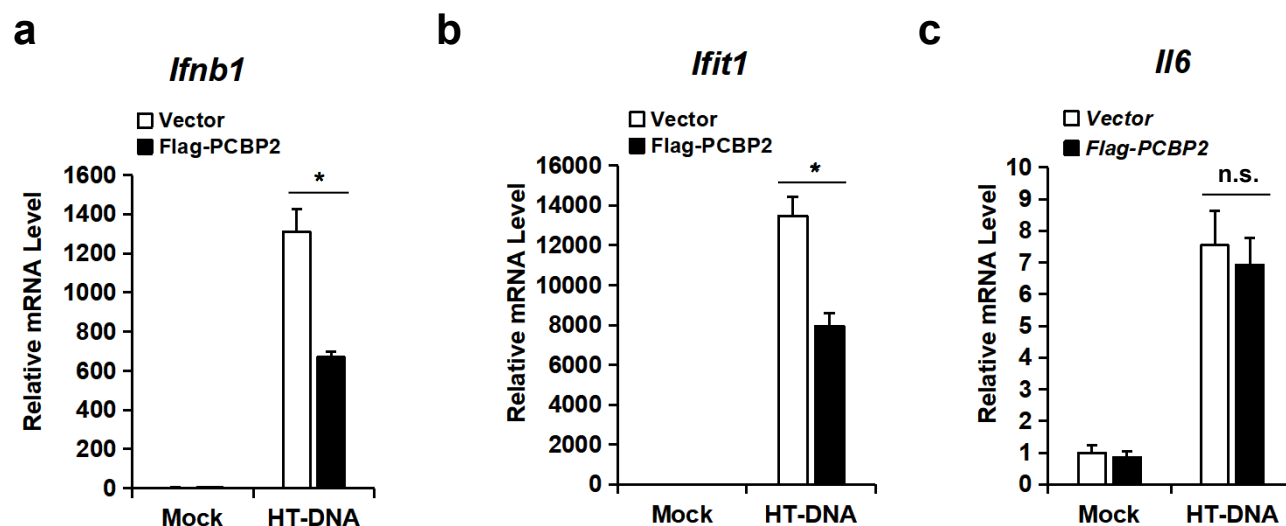 a
Ifnb1
Vector
Flag-PCBP2
Relative mRNA Level
1600
1400
1200
1000
800
600
400
200
0
*
Mock HT-DNA
b
Ifit1
Vector
Flag-PCBP2
Relative mRNA Level
16000
14000
12000
10000
8000
6000
4000
2000
0
*
Mock HT-DNA
c
Il6
Vector
Flag-PCBP2
Relative mRNA Level
10
9
8
7
6
5
4
3
2
1
0
n.s.
Mock HT-DNA